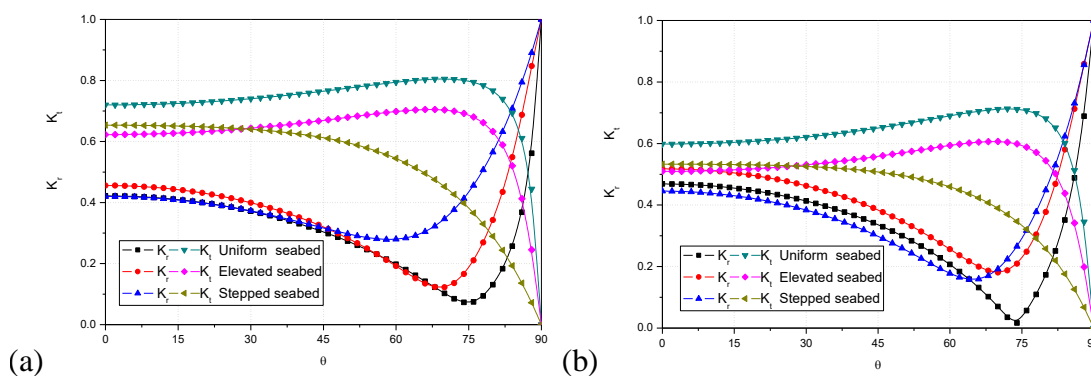 (a)
K_r K_t
1.0
0.8
0.6
0.4
0.2
0.0
0 15 30 45 60 75 90
θ
K_r K_t Uniform seabed
K_r K_t Elevated seabed
K_r K_t Stepped seabed
(b)
K_r K_t
1.0
0.8
0.6
0.4
0.2
0.0
0 15 30 45 60 75 90
θ
K_r K_t Uniform seabed
K_r K_t Elevated seabed
K_r K_t Stepped seabed